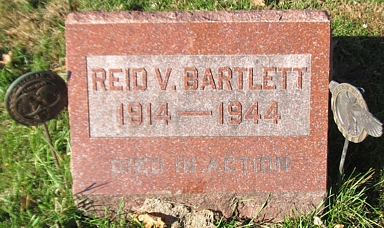 REID V. BARTLETT
1914 — 1944
DIED IN ACTION